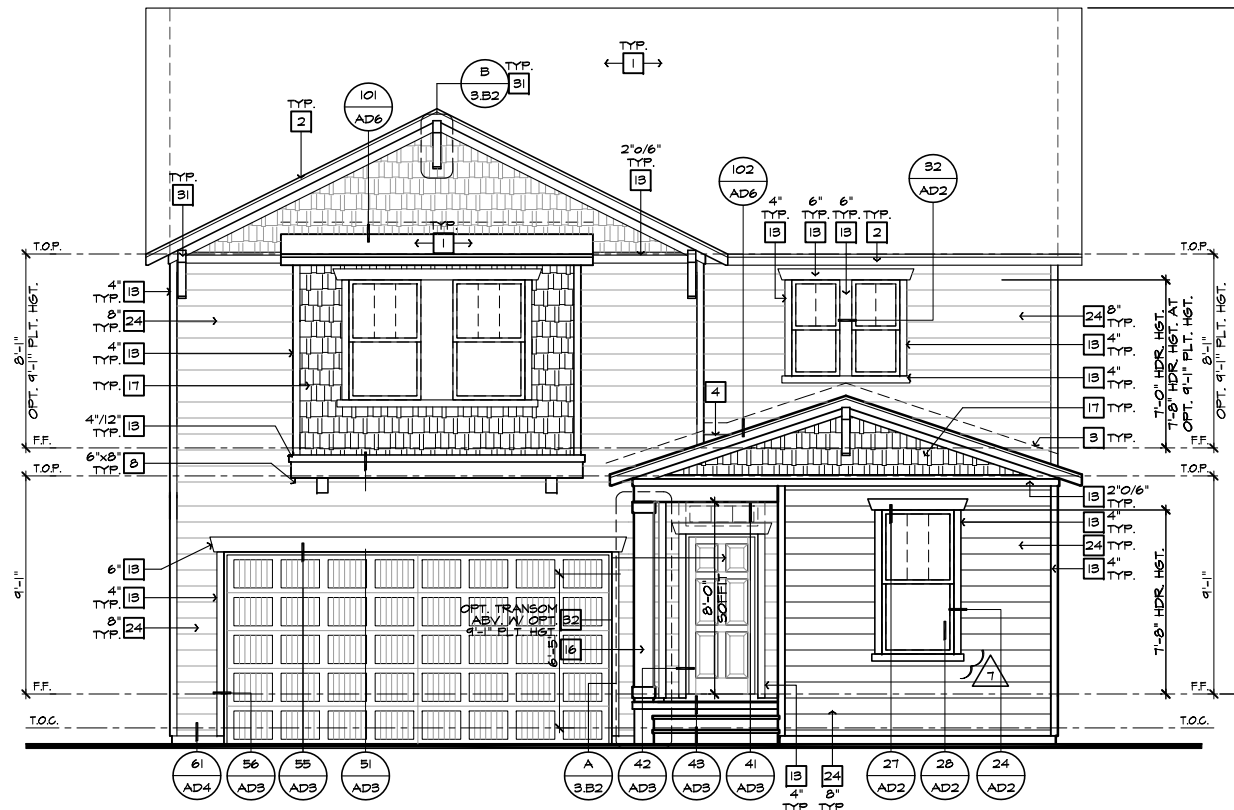 TYP.
1
B
3.B2
TYP.
31
101
AD6
TYP.
2
2"o/6"
TYP.
13
102
AD6
32
AD2
TYP.
31
4"
TYP.
13
6"
TYP.
13
6"
TYP.
13
TYP.
2
TYP.
1
T.O.P.
T.O.P.
4"
TYP.
13
8"
TYP.
24
4"
TYP.
13
TYP.
17
4"/12"
TYP.
13
F.F.
6"x8"
TYP.
8
T.O.P.
8'-1"
OPT. 9'-1" PLT. HGT.
24
8"
TYP.
13
4"
TYP.
13
4"
TYP.
17
TYP.
3
TYP.
4
F.F.
T.O.P.
7'-0" HDR. HGT.
7'-8" HDR. HGT. AT
OPT. 9'-1" PLT. HGT.
8'-1"
OPT. 9'-1" PLT. HGT.
13
2"O/6"
TYP.
13
4"
TYP.
24
TYP.
13
4"
TYP.
6"
13
4"
TYP.
13
8"
TYP.
24
9'-1"
OPT. TRANSOM
ABV. W/ OPT.
9'-1" PLT. HGT.
32
6'-5"
16
8'-0"
SOFFIT
7
7'-8" HDR. HGT.
9'-1"
F.F.
F.F.
T.O.C.
T.O.C.
61
AD4
56
AD3
55
AD3
51
AD3
A
3.B2
42
AD3
43
AD3
41
AD3
13
4"
TYP.
24
8"
TYP.
27
AD2
28
AD2
24
AD2